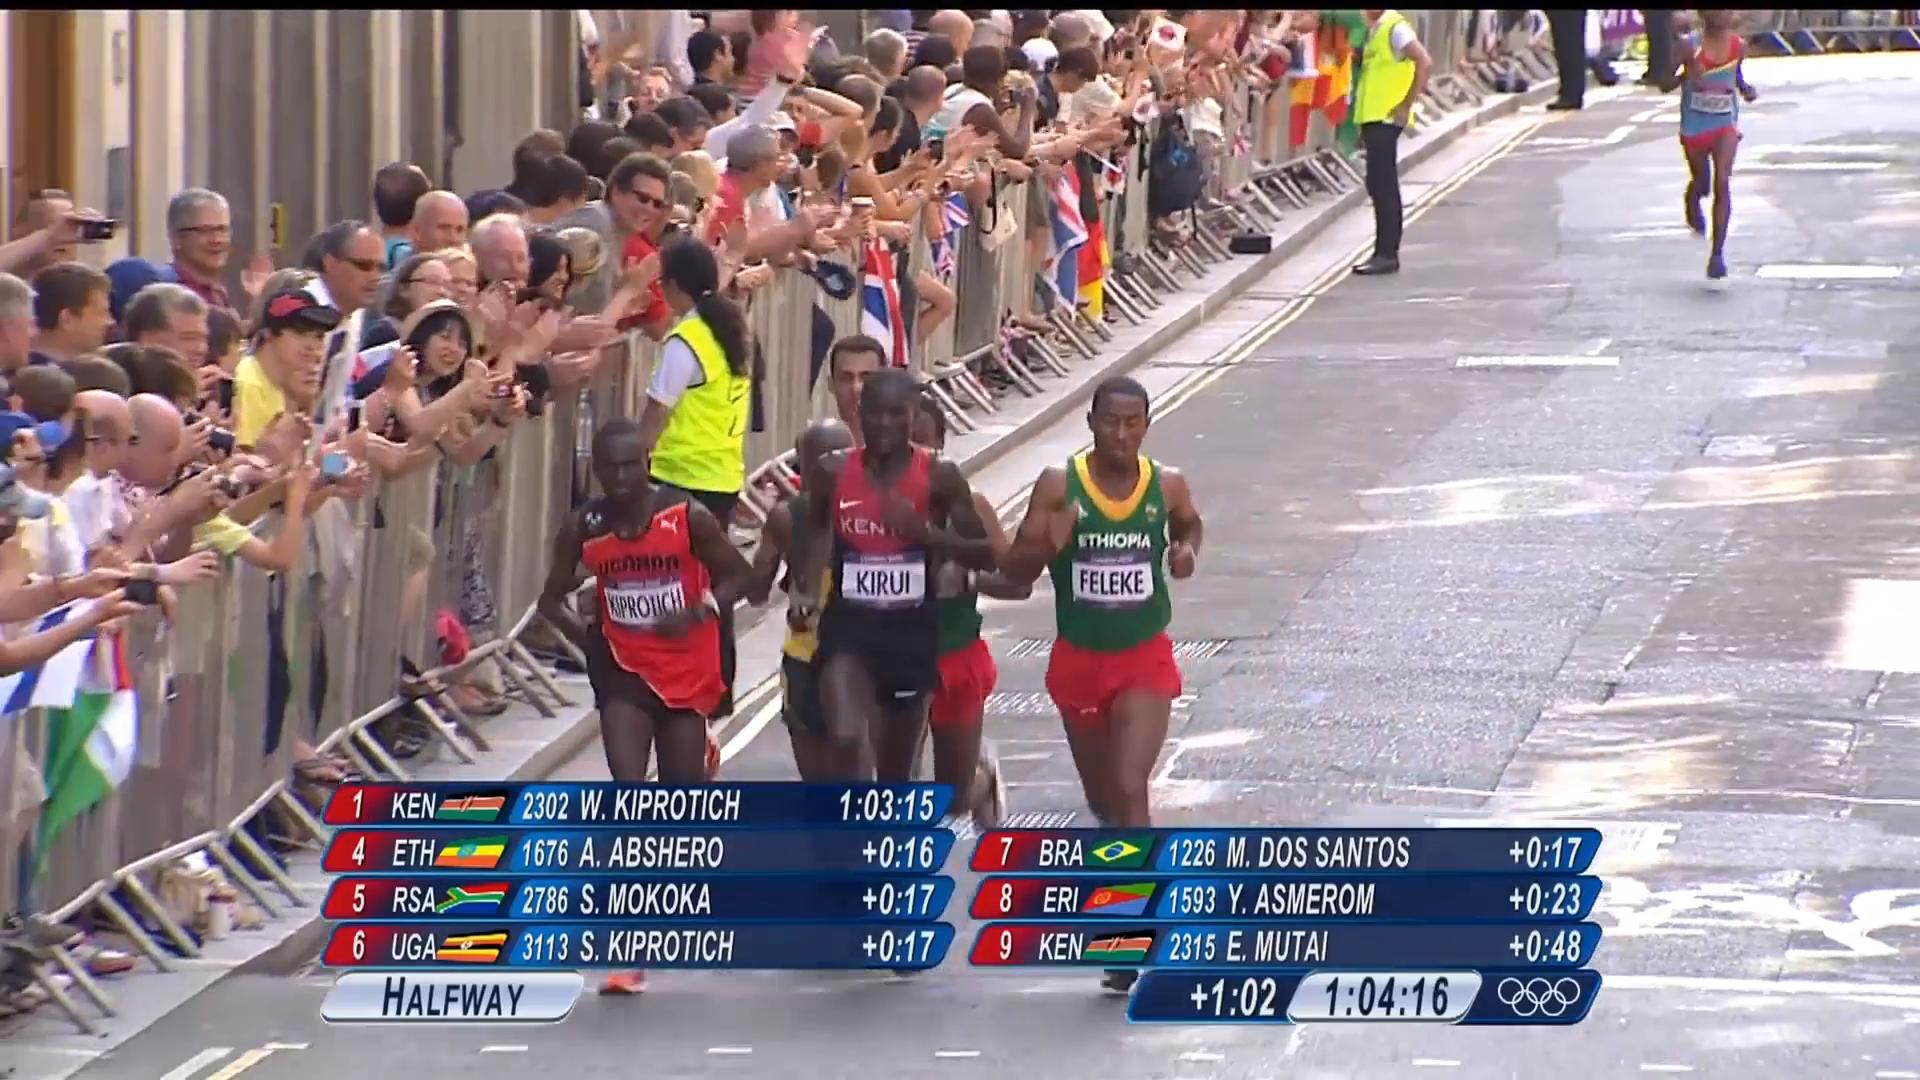 UGANDA
KIPROTICH
KENYA
KIRUI
ETHIOPIA
FELEKE
1 KEN 2302 W. KIPROTICH 1:03:15
4 ETH 1676 A. ABSHERO +0:16
5 RSA 2786 S. MOKOKA +0:17
6 UGA 3113 S. KIPROTICH +0:17
7 BRA 1226 M. DOS SANTOS +0:17
8 ERI 1593 Y. ASMEROM +0:23
9 KEN 2315 E. MUTAI +0:48
HALFWAY
+1:02 1:04:16